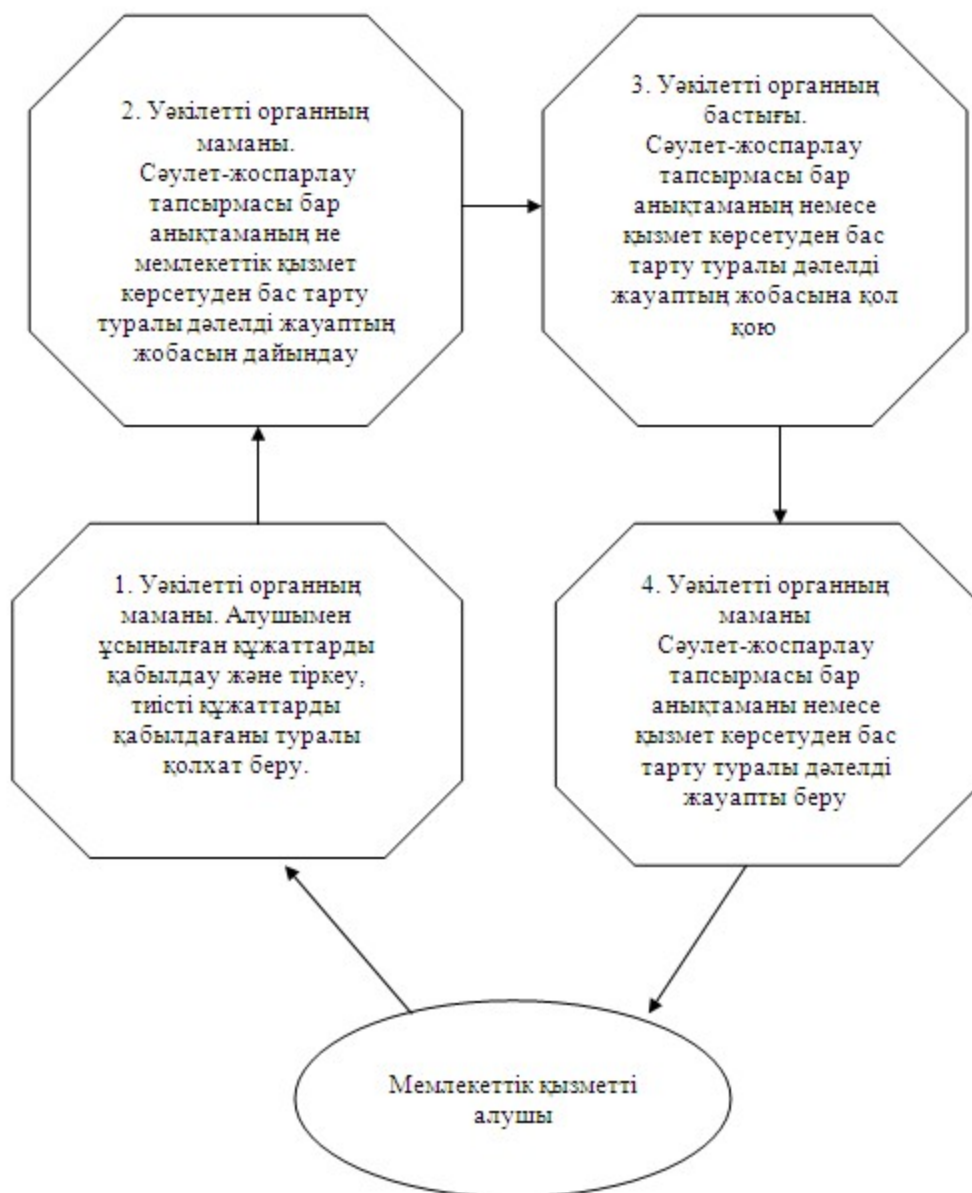 2. Уәкілетті органның
маманы.
Сәулет-жоспарлау
тапсырмасы бар
анықтаманың не
мемлекеттік қызмет
көрсетуден бас тарту
туралы дәлелді жауаптың
жобасын дайындау
3. Уәкілетті органның
бастығы.
Сәулет-жоспарлау
тапсырмасы бар
анықтаманың немесе
қызмет көрсетуден бас
тарту туралы дәлелді
жауаптың жобасына қол
қою
1. Уәкілетті органның
маманы. Алушымен
ұсынылған құжаттарды
қабылдау және тіркеу,
тиісті құжаттарды
қабылдағаны туралы
қолхат беру.
4. Уәкілетті органның
маманы
Сәулет-жоспарлау
тапсырмасы бар
анықтаманы немесе
қызмет көрсетуден бас
тарту туралы дәлелді
жауапты беру
Мемлекеттік қызметті
алушы